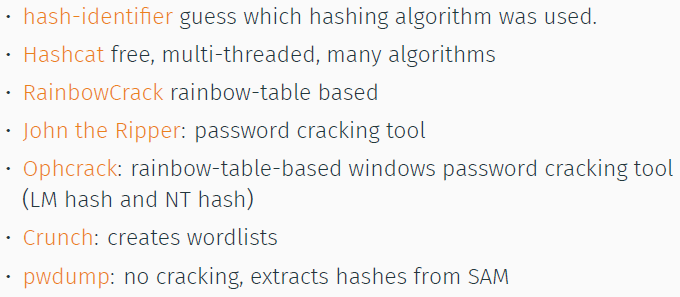 • hash-identifier guess which hashing algorithm was used.
• Hashcat free, multi-threaded, many algorithms
• RainbowCrack rainbow-table based
• John the Ripper: password cracking tool
• Ophcrack: rainbow-table-based windows password cracking tool
(LM hash and NT hash)
• Crunch: creates wordlists
• pwdump: no cracking, extracts hashes from SAM